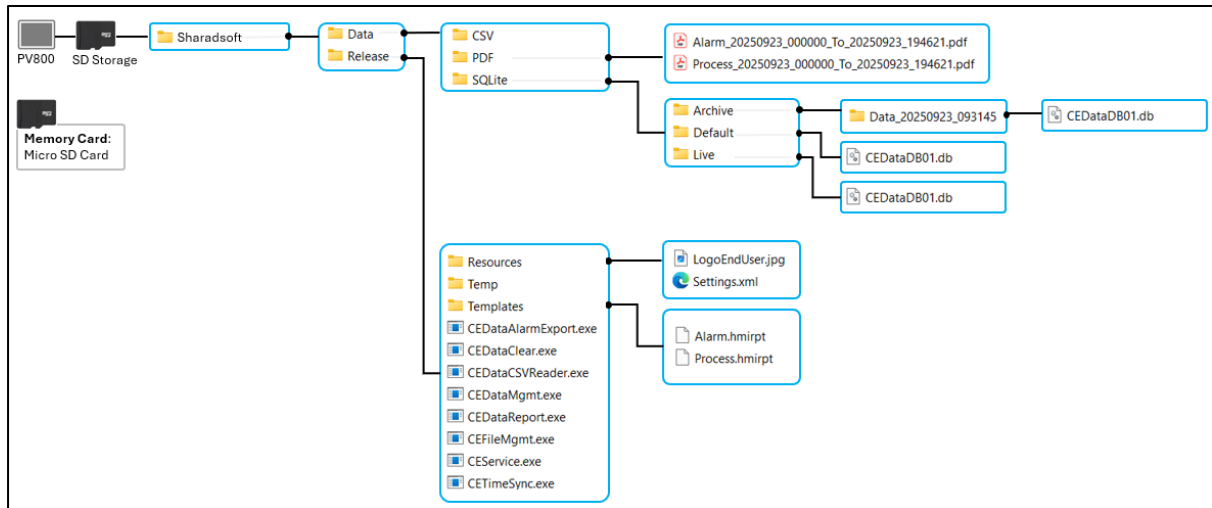 PV800
SD Storage
Sharadsoft
Data
Release
CSV
PDF
SQLite
Alarm_20250923_000000_To_20250923_194621.pdf
Process_20250923_000000_To_20250923_194621.pdf
Archive
Default
Live
Data_20250923_093145
CEDataDB01.db
CEDataDB01.db
CEDataDB01.db
Memory Card:
Micro SD Card
Resources
Temp
Templates
CEDataAlarmExport.exe
CEDataClear.exe
CEDataCSVReader.exe
CEDataMgmt.exe
CEDataReport.exe
CEFileMgmt.exe
CEService.exe
CETimeSync.exe
LogoEndUser.jpg
Settings.xml
Alarm.hmirpt
Process.hmirpt